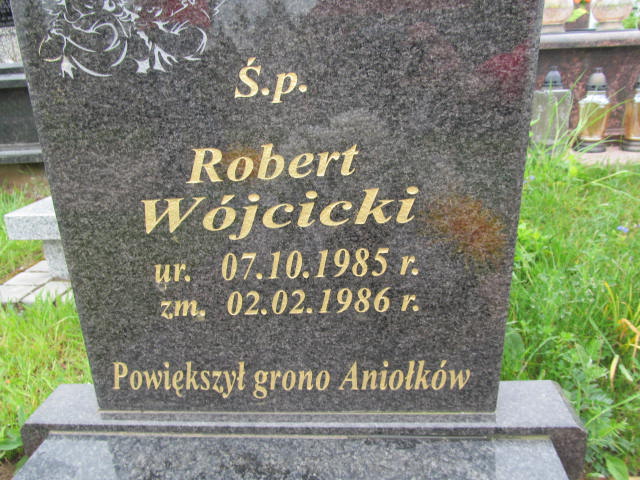 Ś.p.
Robert
Wójcicki
ur. 07.10.1985 r.
zm. 02.02.1986 r.
Powiększył grono Aniołków